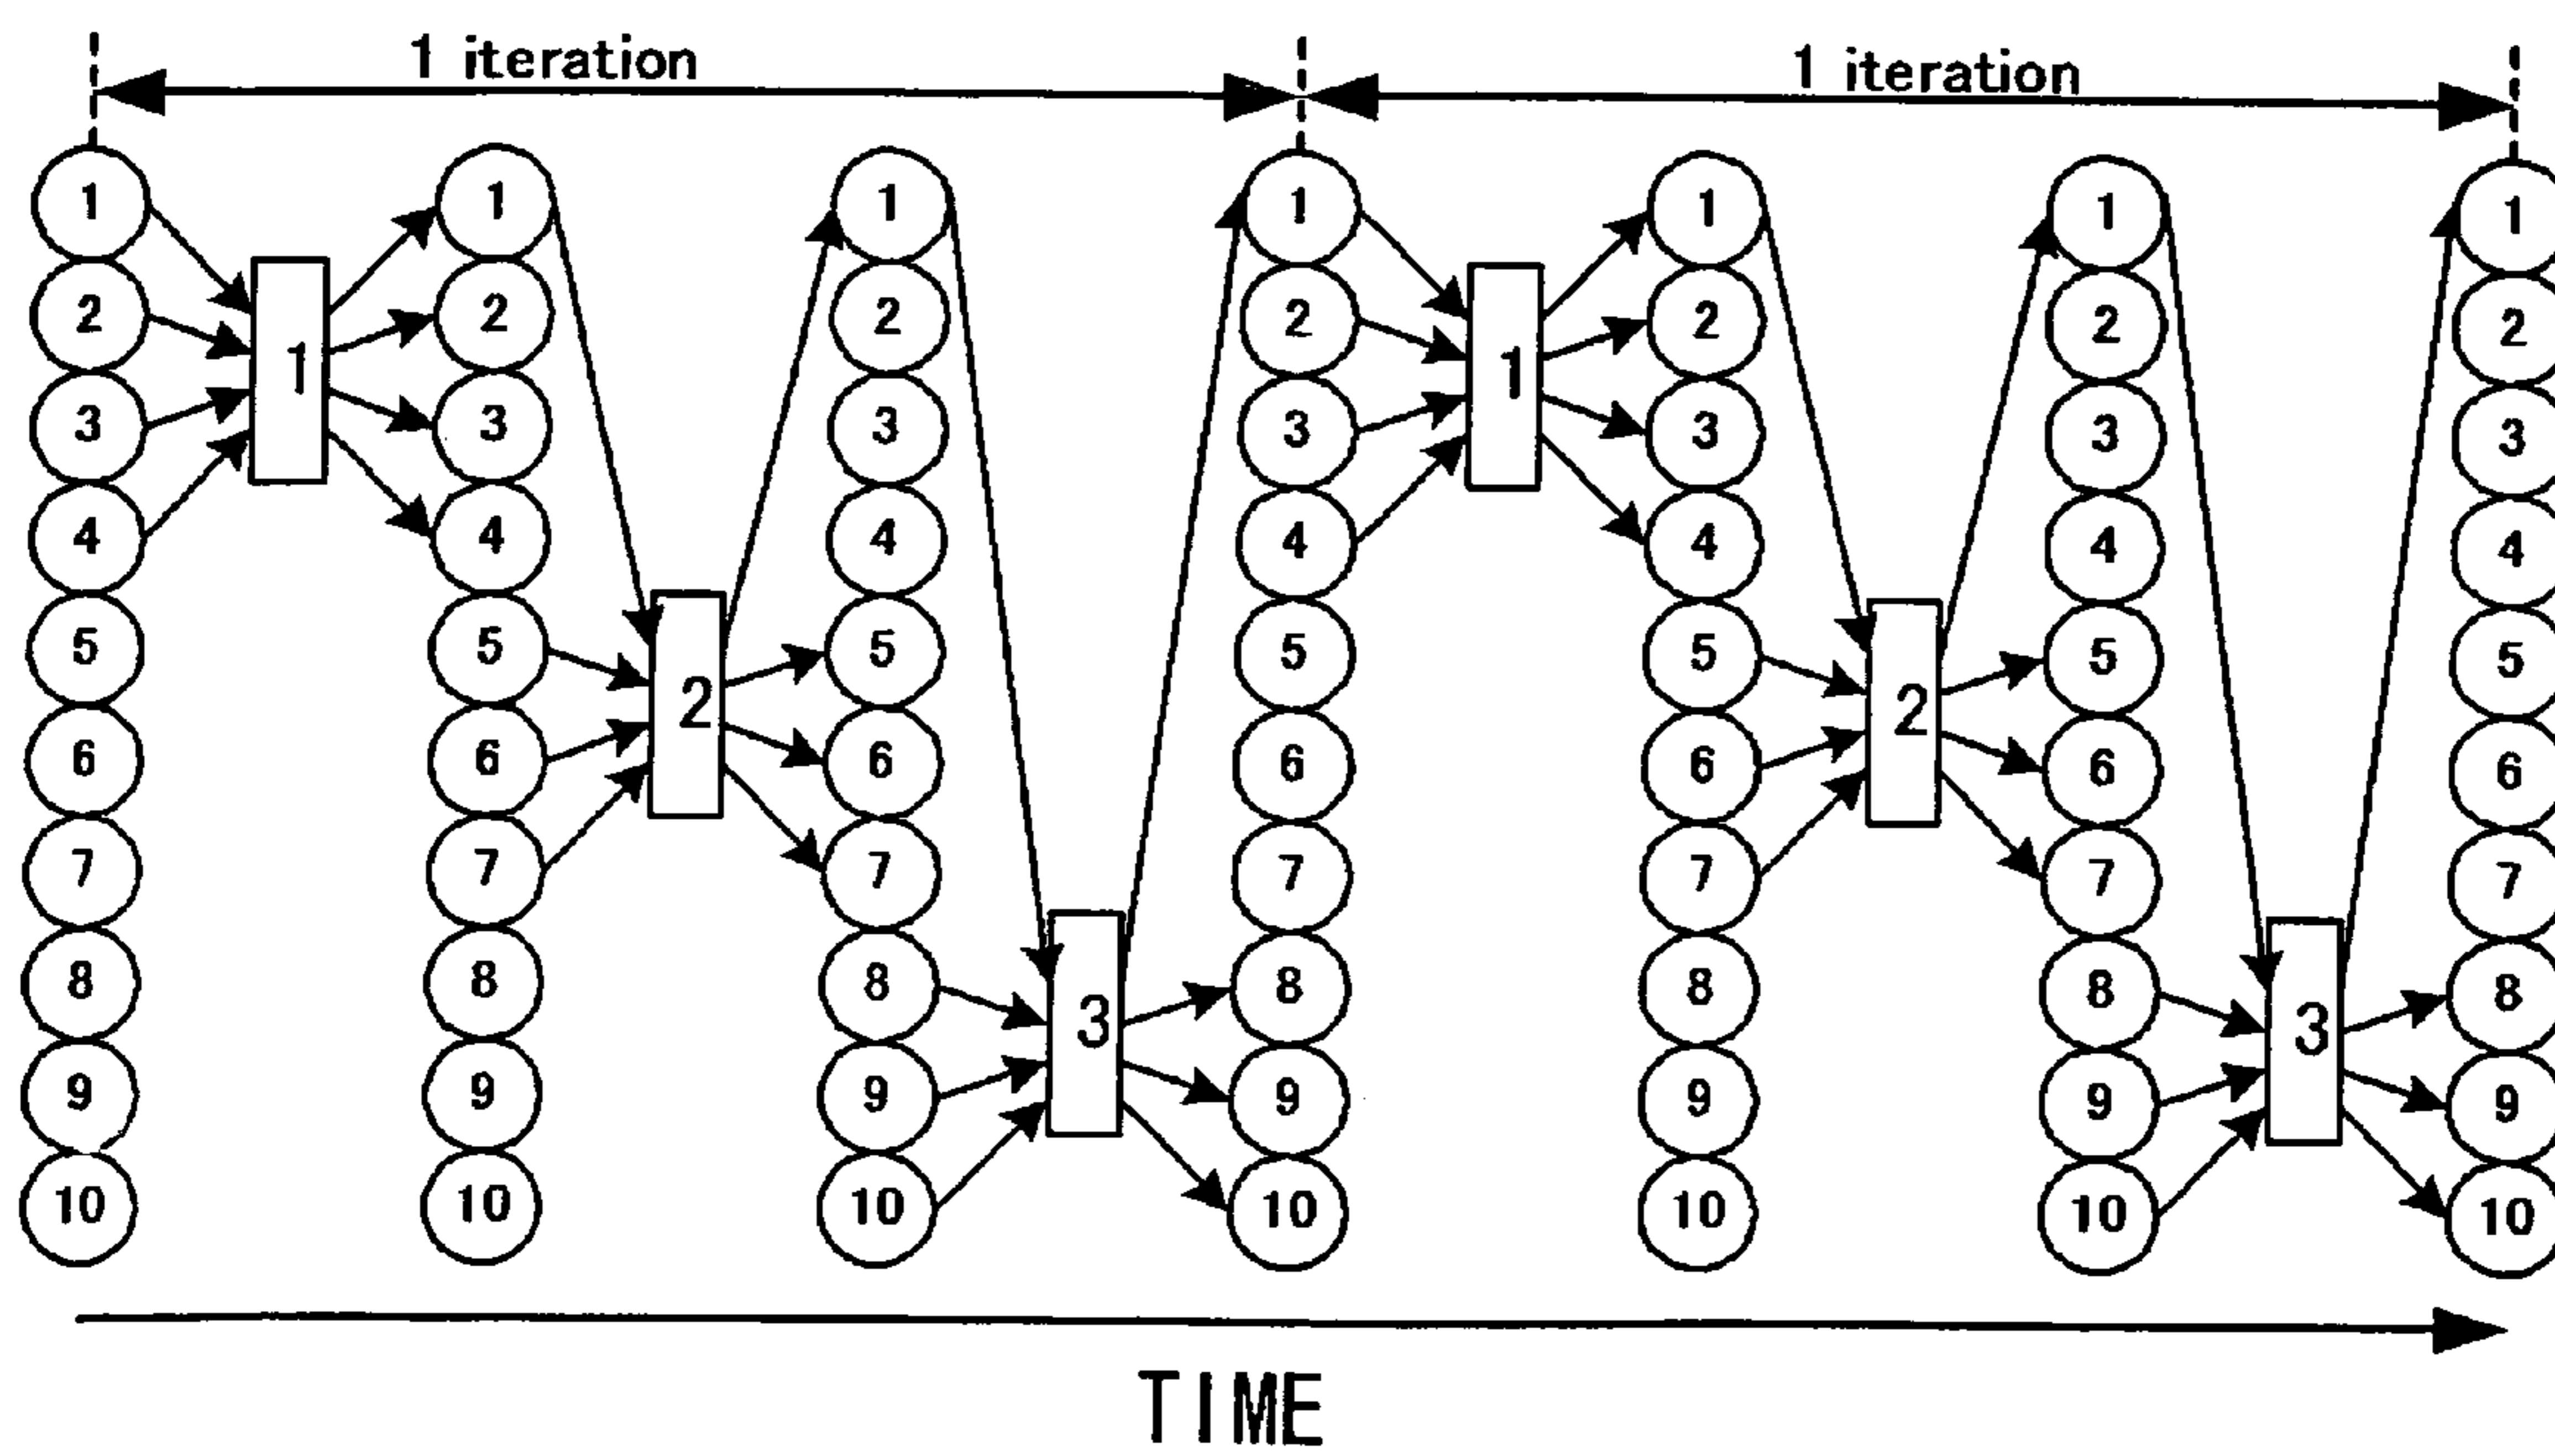 1 iteration 1 iteration
1 1 1 1 1 1 1
2 2 2 2 2 2 2
1 1
3 3 3 3 3 3 3
4 4 4 4 4 4 4
5 5 5 5 5 5 5
2 2
6 6 6 6 6 6 6
7 7 7 7 7 7 7
8 8 8 8 8 8 8
3 3
9 9 9 9 9 9 9
10 10 10 10 10 10 10
TIME